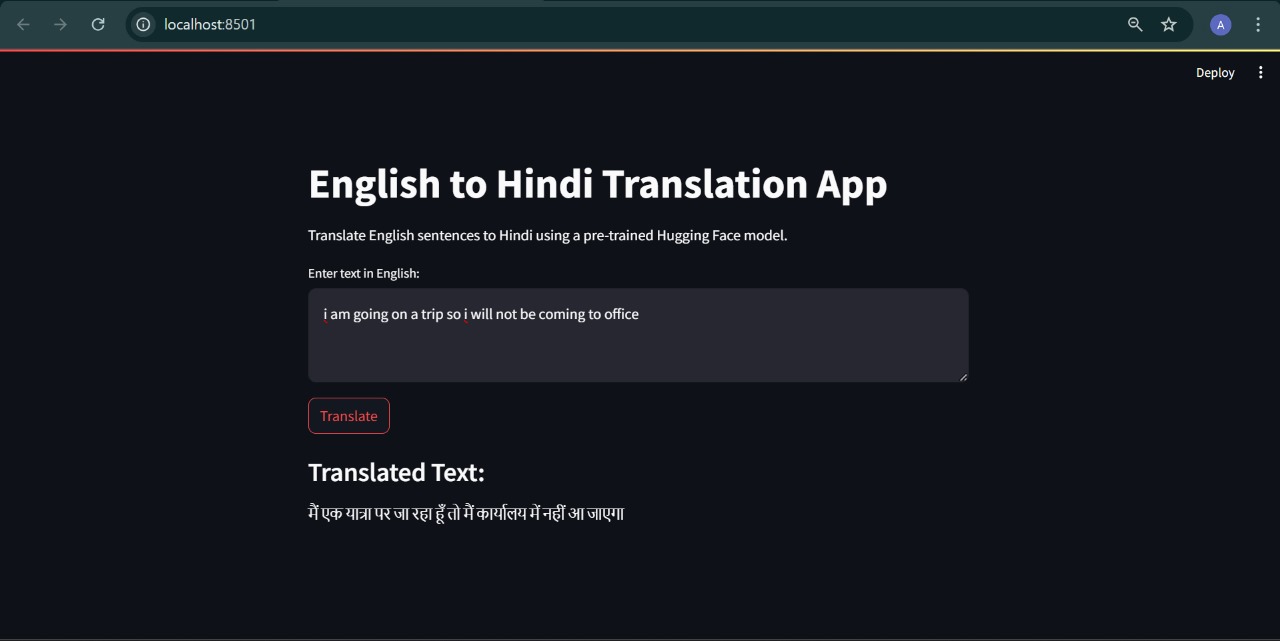 localhost:8501
A
Deploy
English to Hindi Translation App
Translate English sentences to Hindi using a pre-trained Hugging Face model.
Enter text in English:
i am going on a trip so i will not be coming to office
Translate
Translated Text:
मैं एक यात्रा पर जा रहा हूँ तो मैं कार्यालय में नहीं आ जाएगा